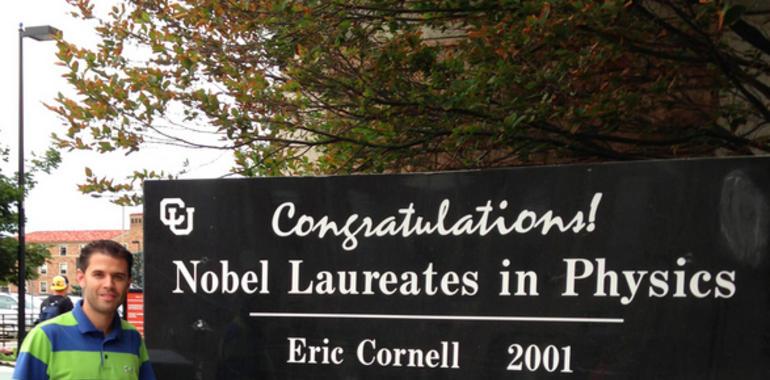 CU
Congratulations!
Nobel Laureates in Physics
Eric Cornell 2001